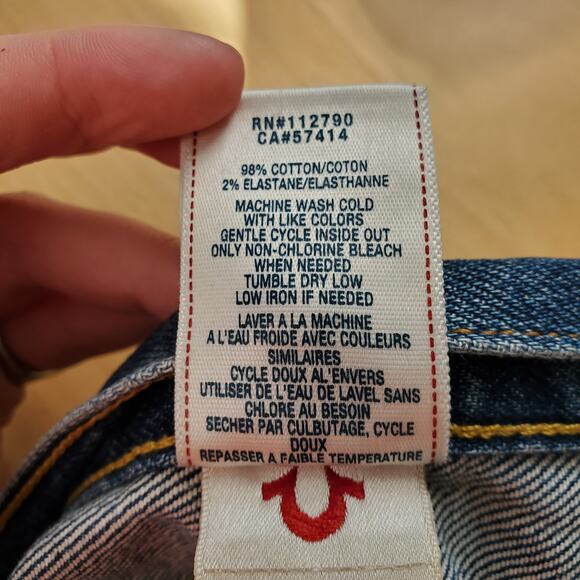 RN#112790
CA#57414
98% COTTON/COTON
2% ELASTANE/ELASTHANNE
MACHINE WASH COLD
WITH LIKE COLORS
GENTLE CYCLE INSIDE OUT
ONLY NON-CHLORINE BLEACH
WHEN NEEDED
TUMBLE DRY LOW
LOW IRON IF NEEDED
LAVER A LA MACHINE
A L'EAU FROIDE AVEC COULEURS
SIMILAIRES
CYCLE DOUX AL'ENVERS
UTILISER DE L'EAU DE LAVEL SANS
CHLORE AU BESOIN
SECHER PAR CULBUTAGE, CYCLE
DOUX
REPASSER A FAIBLE TEMPERATURE